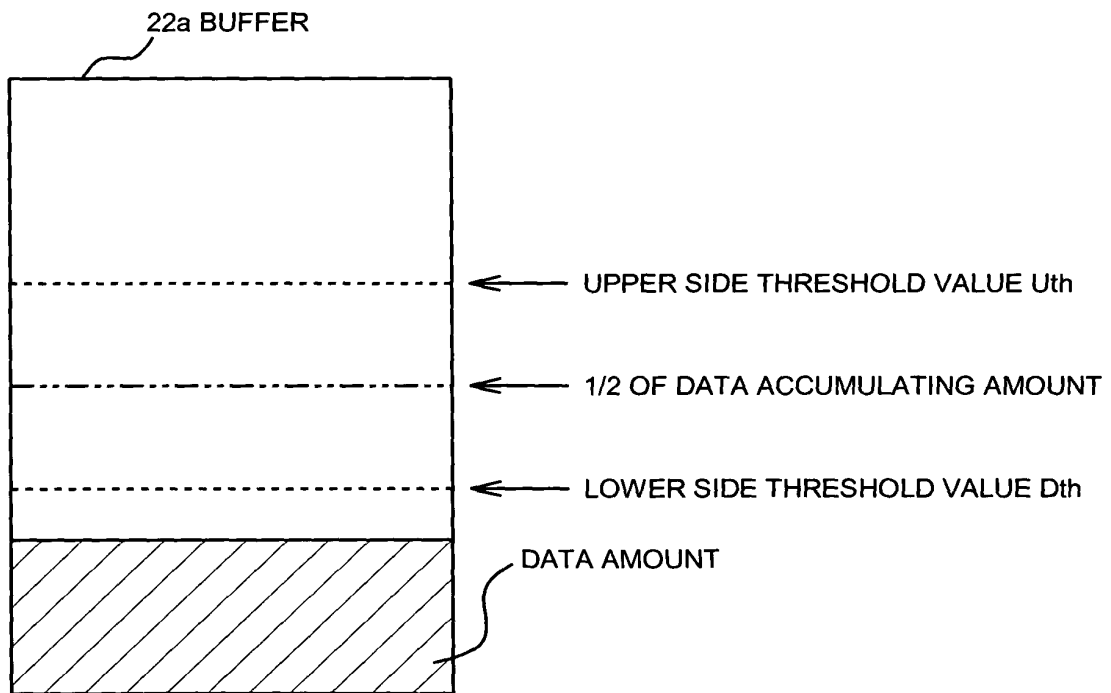 22a BUFFER
UPPER SIDE THRESHOLD VALUE Uth
1/2 OF DATA ACCUMULATING AMOUNT
LOWER SIDE THRESHOLD VALUE Dth
DATA AMOUNT